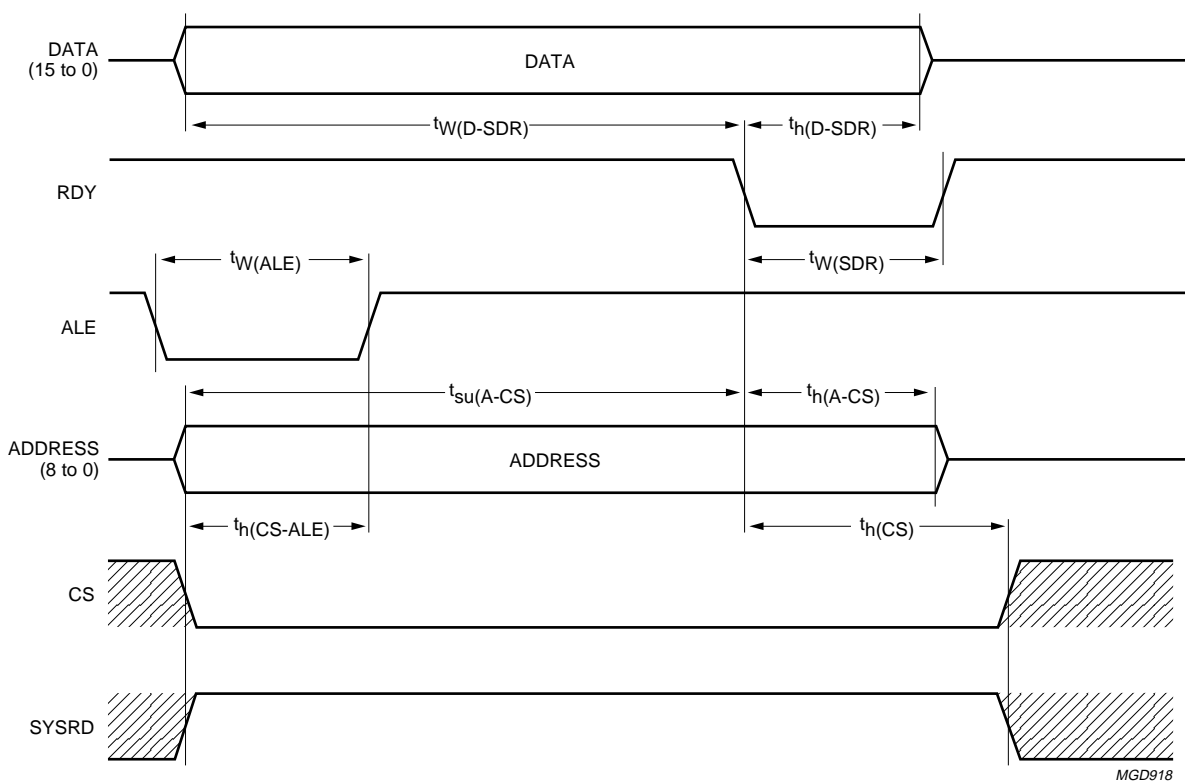 DATA
(15 to 0)
DATA
tW(D-SDR)
th(D-SDR)
RDY
tW(ALE)
tW(SDR)
ALE
tsu(A-CS)
th(A-CS)
ADDRESS
(8 to 0)
ADDRESS
th(CS-ALE)
th(CS)
CS
SYSRD
MGD918